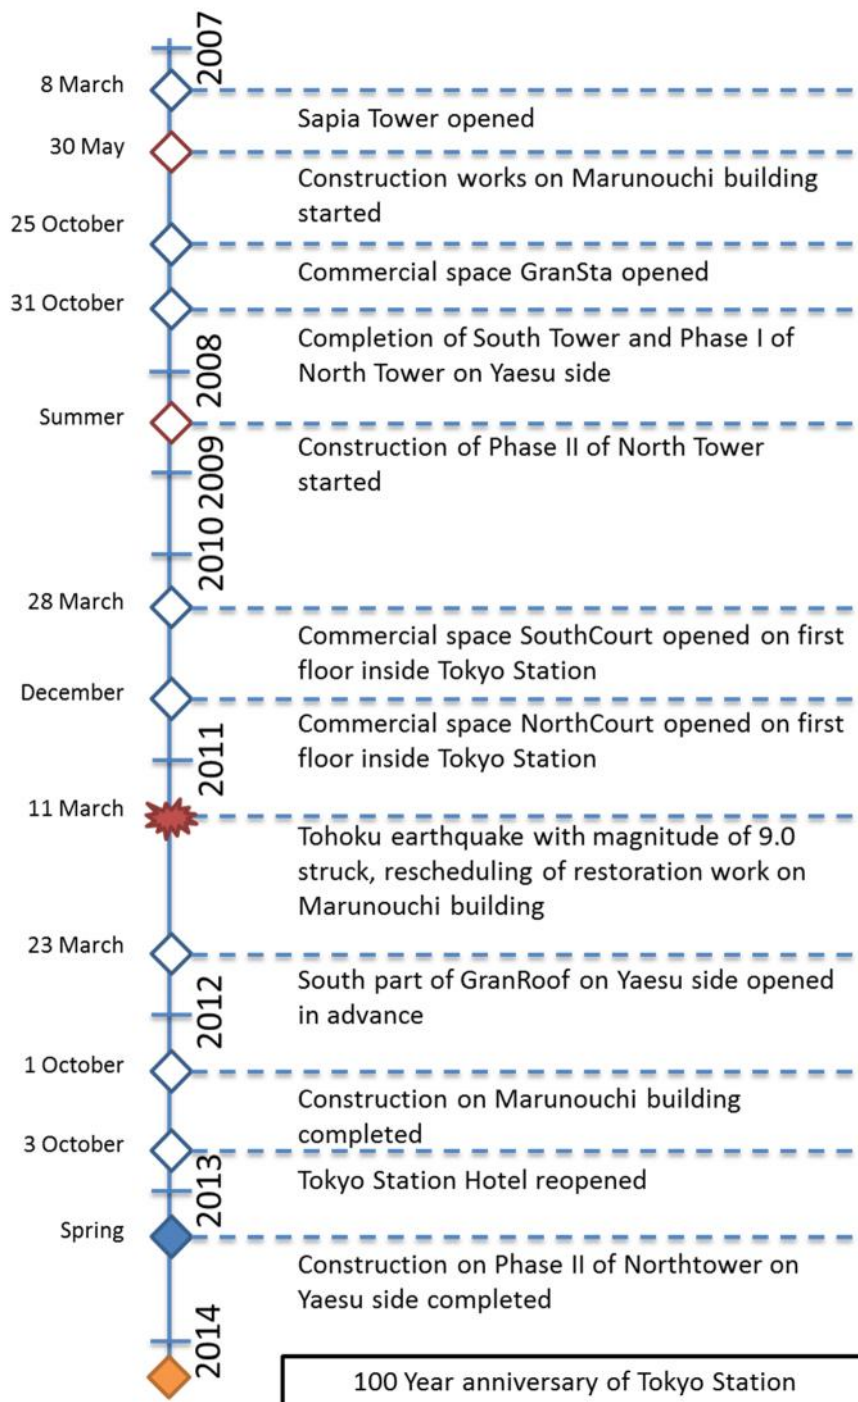 2007
8 March
Sapia Tower opened
30 May
Construction works on Marunouchi building
started
25 October
Commercial space GranSta opened
31 October
Completion of South Tower and Phase I of
North Tower on Yaesu side
2008
Summer
Construction of Phase II of North Tower
started
2009
2010
28 March
Commercial space SouthCourt opened on first
floor inside Tokyo Station
December
Commercial space NorthCourt opened on first
floor inside Tokyo Station
2011
11 March
Tohoku earthquake with magnitude of 9.0
struck, rescheduling of restoration work on
Marunouchi building
23 March
South part of GranRoof on Yaesu side opened
in advance
2012
1 October
Construction on Marunouchi building
completed
3 October
Tokyo Station Hotel reopened
2013
Spring
Construction on Phase II of Northtower on
Yaesu side completed
2014
100 Year anniversary of Tokyo Station